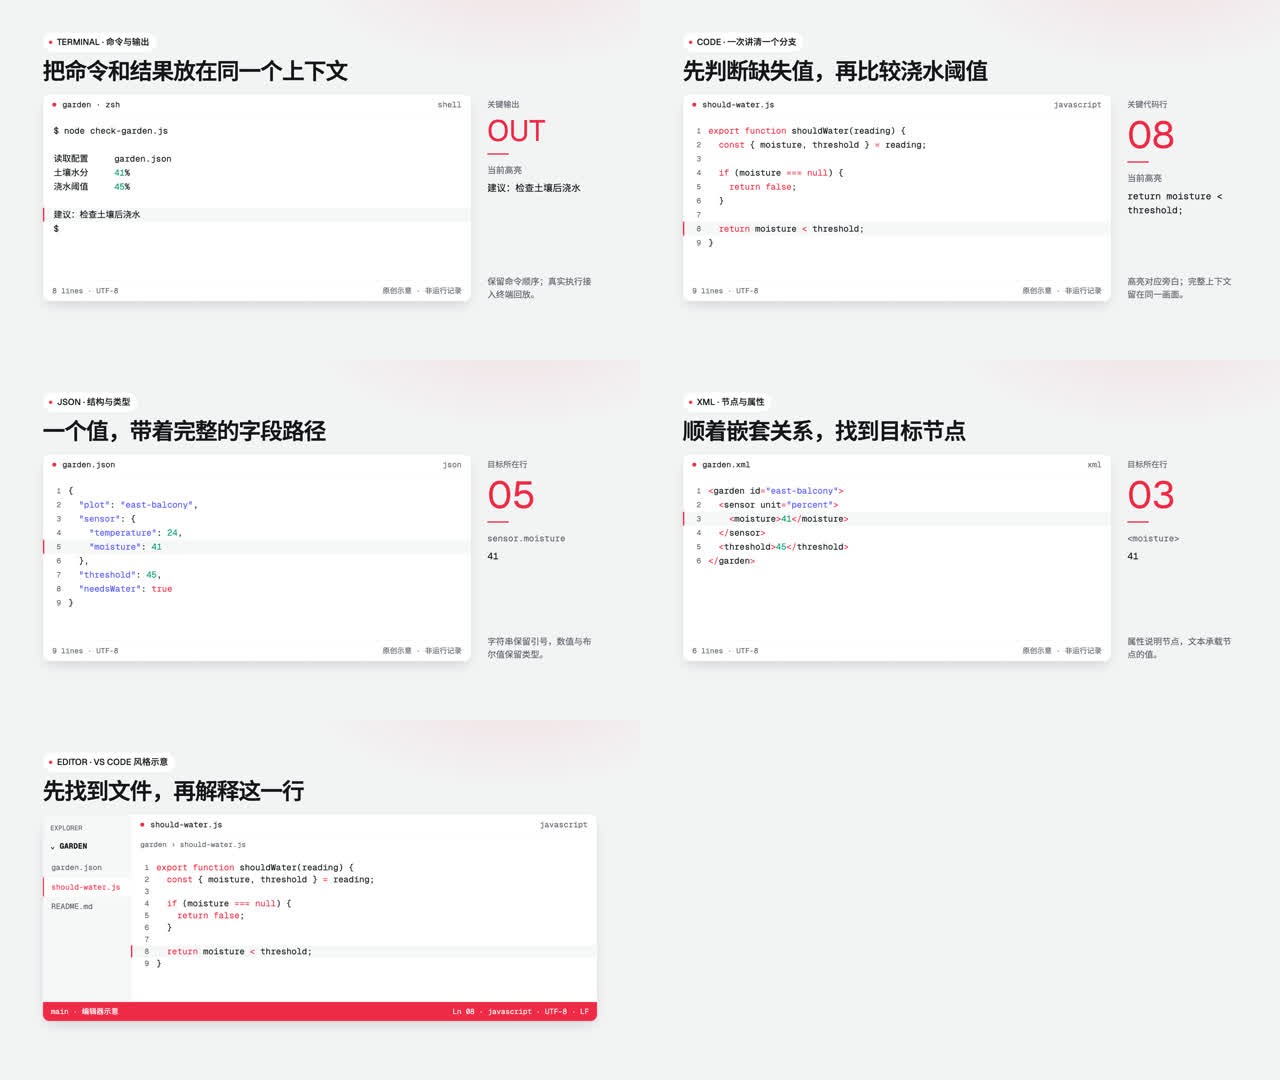 TERMINAL · 命令与输出
把命令和结果放在同一个上下文
garden · zsh
shell
$ node check-garden.js
读取配置 garden.json
土壤水分 41%
浇水阈值 45%
建议：检查土壤后浇水
$
8 lines · UTF-8
原创示意 · 非运行记录
关键输出
OUT
当前高亮
建议：检查土壤后浇水
保留命令顺序；真实执行接
入终端回放。
CODE · 一次讲清一个分支
先判断缺失值，再比较浇水阈值
should-water.js
javascript
1 export function shouldWater(reading) {
2 const { moisture, threshold } = reading;
3
4 if (moisture === null) {
5 return false;
6 }
7
8 return moisture < threshold;
9 }
9 lines · UTF-8
原创示意 · 非运行记录
关键代码行
08
当前高亮
return moisture <
threshold;
高亮对应旁白；完整上下文
留在同一画面。
JSON · 结构与类型
一个值，带着完整的字段路径
garden.json
json
1 {
2 "plot": "east-balcony",
3 "sensor": {
4 "temperature": 24,
5 "moisture": 41
6 },
7 "threshold": 45,
8 "needsWater": true
9 }
9 lines · UTF-8
原创示意 · 非运行记录
目标所在行
05
sensor.moisture
41
字符串保留引号，数值与布
尔值保留类型。
XML · 节点与属性
顺着嵌套关系，找到目标节点
garden.xml
xml
1 <garden id="east-balcony">
2 <sensor unit="percent">
3 <moisture>41</moisture>
4 </sensor>
5 <threshold>45</threshold>
6 </garden>
6 lines · UTF-8
原创示意 · 非运行记录
目标所在行
03
<moisture>
41
属性说明节点，文本承载节
点的值。
EDITOR · VS CODE 风格示意
先找到文件，再解释这一行
EXPLORER
⌄ GARDEN
garden.json
should-water.js
README.md
should-water.js
javascript
garden › should-water.js
1 export function shouldWater(reading) {
2 const { moisture, threshold } = reading;
3
4 if (moisture === null) {
5 return false;
6 }
7
8 return moisture < threshold;
9 }
main · 编辑器示意
Ln 08 · javascript · UTF-8 · LF